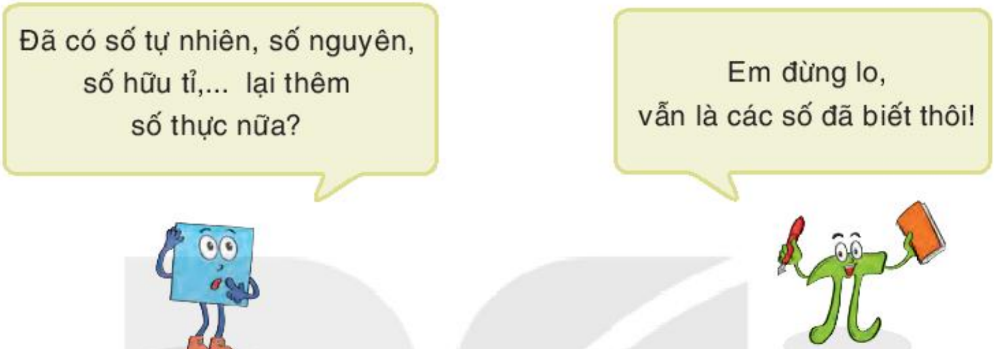 Đã có số tự nhiên, số nguyên,
số hữu tỉ,... lại thêm
số thực nữa?
Em đừng lo,
vẫn là các số đã biết thôi!